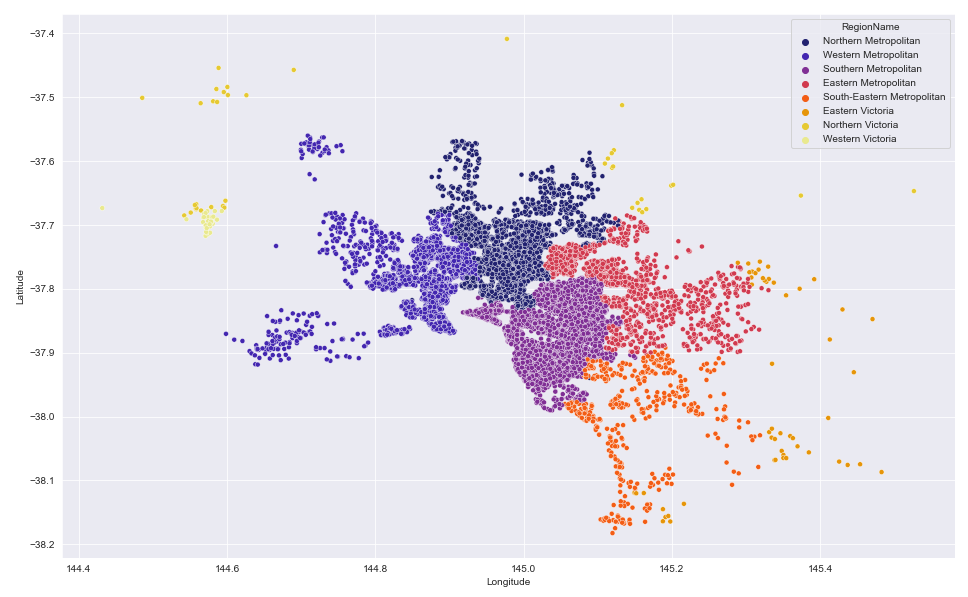 RegionName
Northern Metropolitan
Western Metropolitan
Southern Metropolitan
Eastern Metropolitan
South-Eastern Metropolitan
Eastern Victoria
Northern Victoria
Western Victoria
Latitude
−37.4
−37.5
−37.6
−37.7
−37.8
−37.9
−38.0
−38.1
−38.2
144.4 144.6 144.8 145.0 145.2 145.4
Longitude